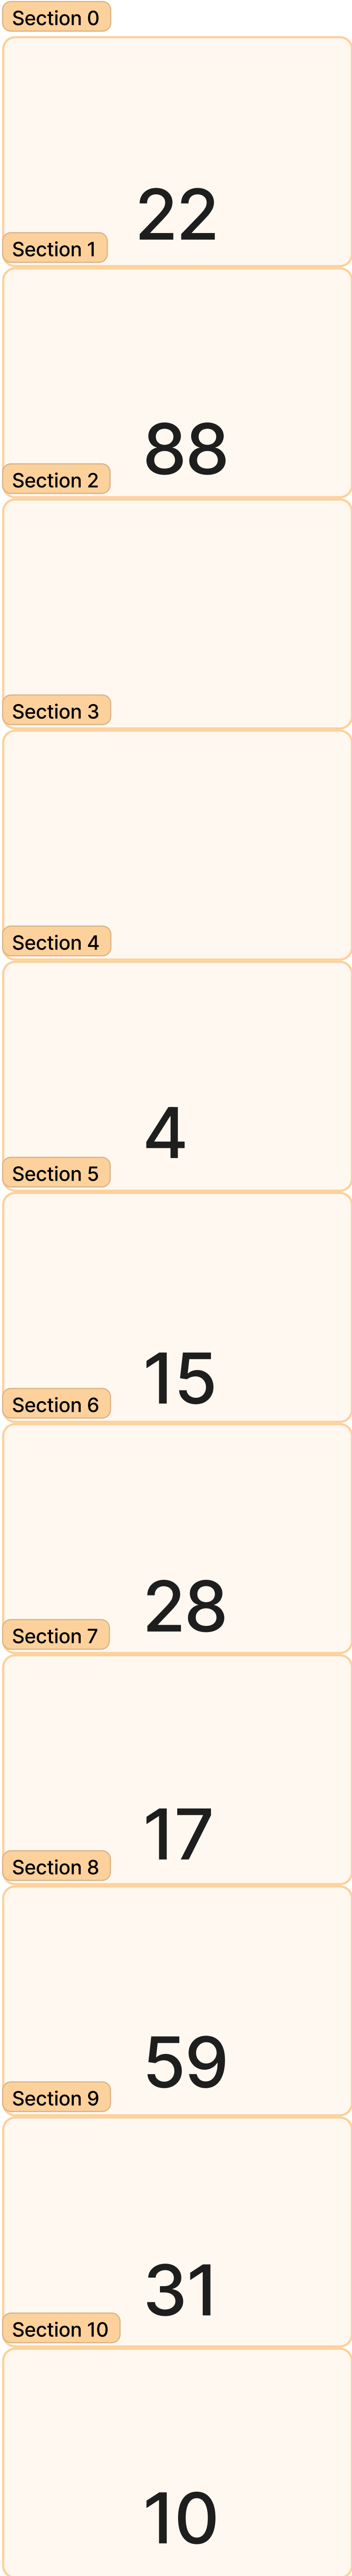 Section 0
22
Section 1
88
Section 2
Section 3
Section 4
4
Section 5
15
Section 6
28
Section 7
17
Section 8
59
Section 9
31
Section 10
10